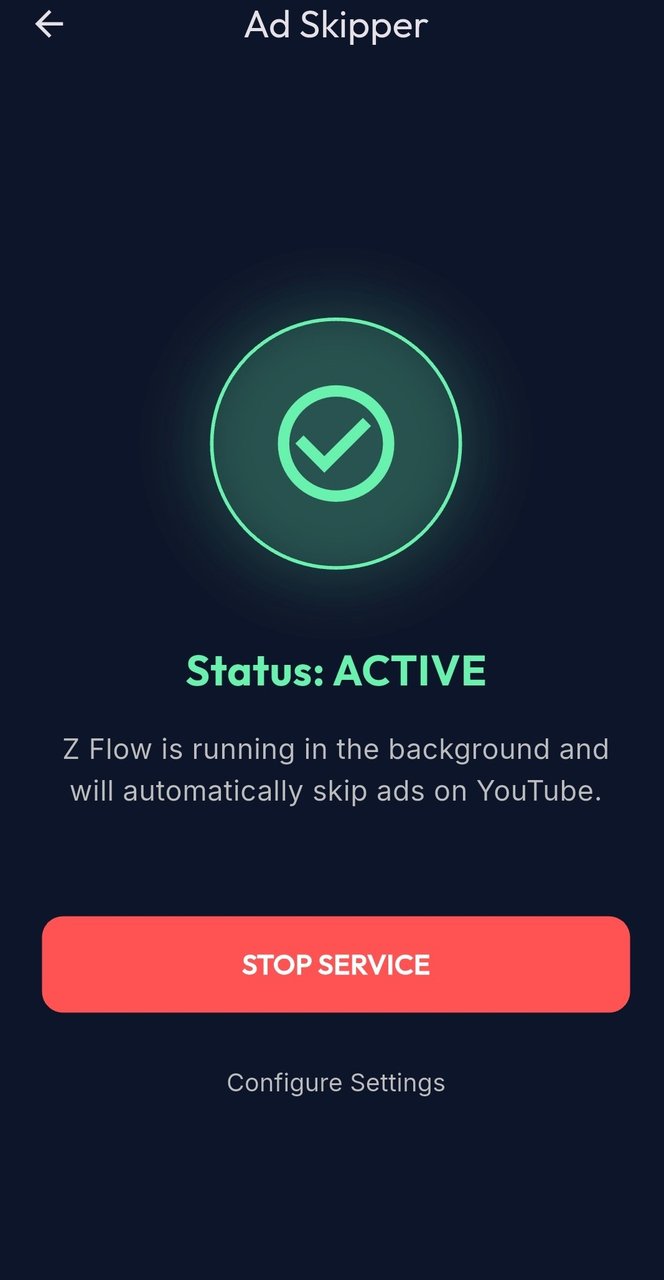 Ad Skipper
Status: ACTIVE
Z Flow is running in the background and
will automatically skip ads on YouTube.
STOP SERVICE
Configure Settings